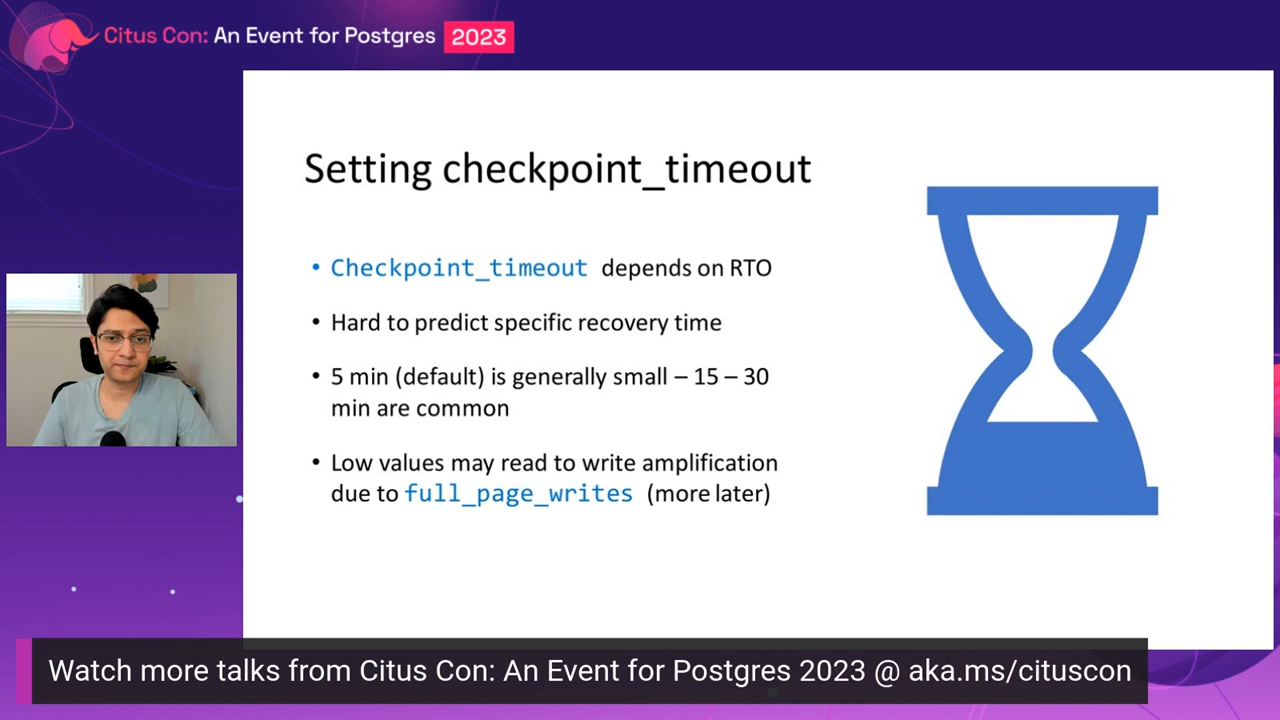 Citus Con: An Event for Postgres 2023
Setting checkpoint_timeout
• Checkpoint_timeout depends on RTO
• Hard to predict specific recovery time
• 5 min (default) is generally small – 15 – 30
min are common
• Low values may read to write amplification
due to full_page_writes (more later)
Watch more talks from Citus Con: An Event for Postgres 2023 @ aka.ms/cituscon